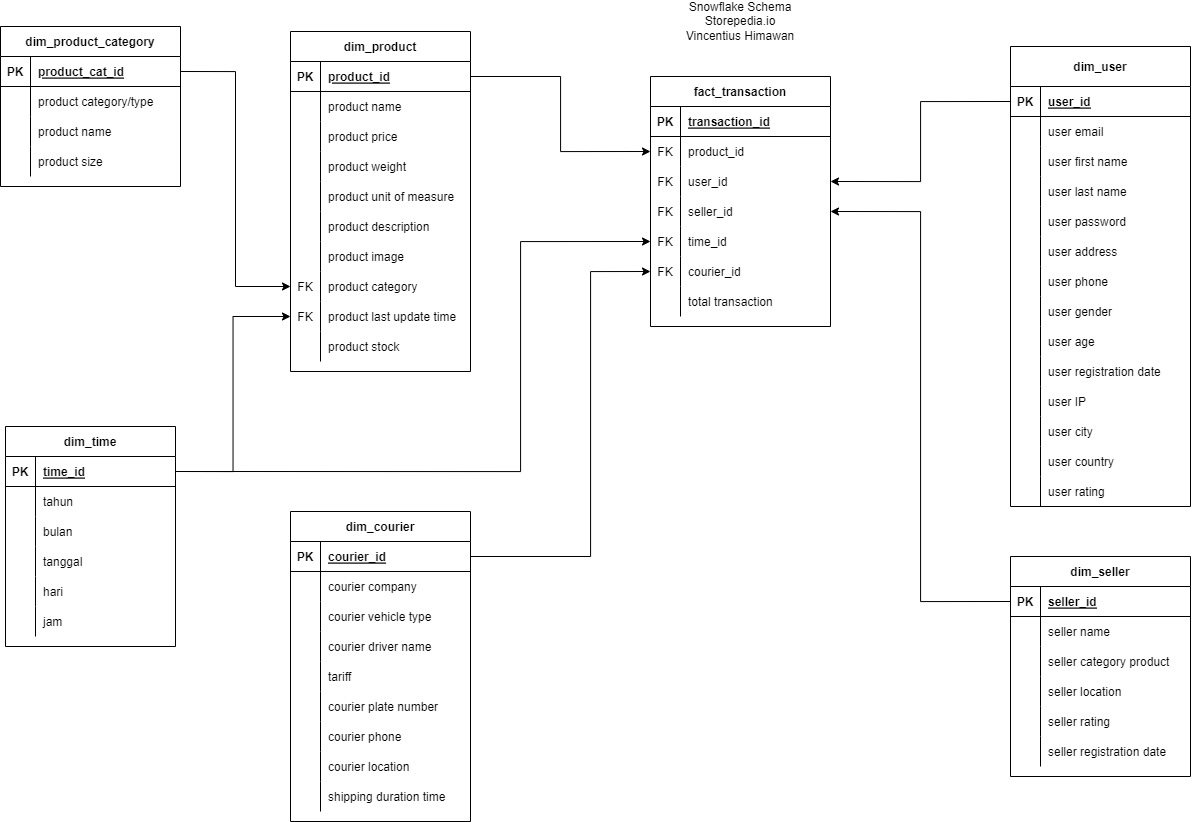 Snowflake Schema
Storepedia.io
Vincentius Himawan
dim_product_category
PK product_cat_id
product category/type
product name
product size
dim_product
PK product_id
product name
product price
product weight
product unit of measure
product description
product image
FK product category
FK product last update time
product stock
fact_transaction
PK transaction_id
FK product_id
FK user_id
FK seller_id
FK time_id
FK courier_id
total transaction
dim_user
PK user_id
user email
user first name
user last name
user password
user address
user phone
user gender
user age
user registration date
user IP
user city
user country
user rating
dim_time
PK time_id
tahun
bulan
tanggal
hari
jam
dim_courier
PK courier_id
courier company
courier vehicle type
courier driver name
tariff
courier plate number
courier phone
courier location
shipping duration time
dim_seller
PK seller_id
seller name
seller category product
seller location
seller rating
seller registration date